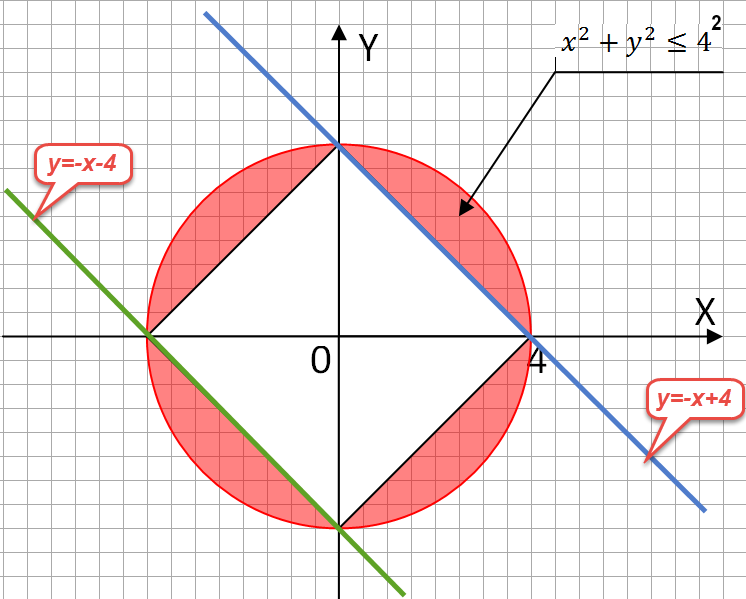 x² + y² ≤ 4²
Y
y=-x-4
X
0
4
y=-x+4